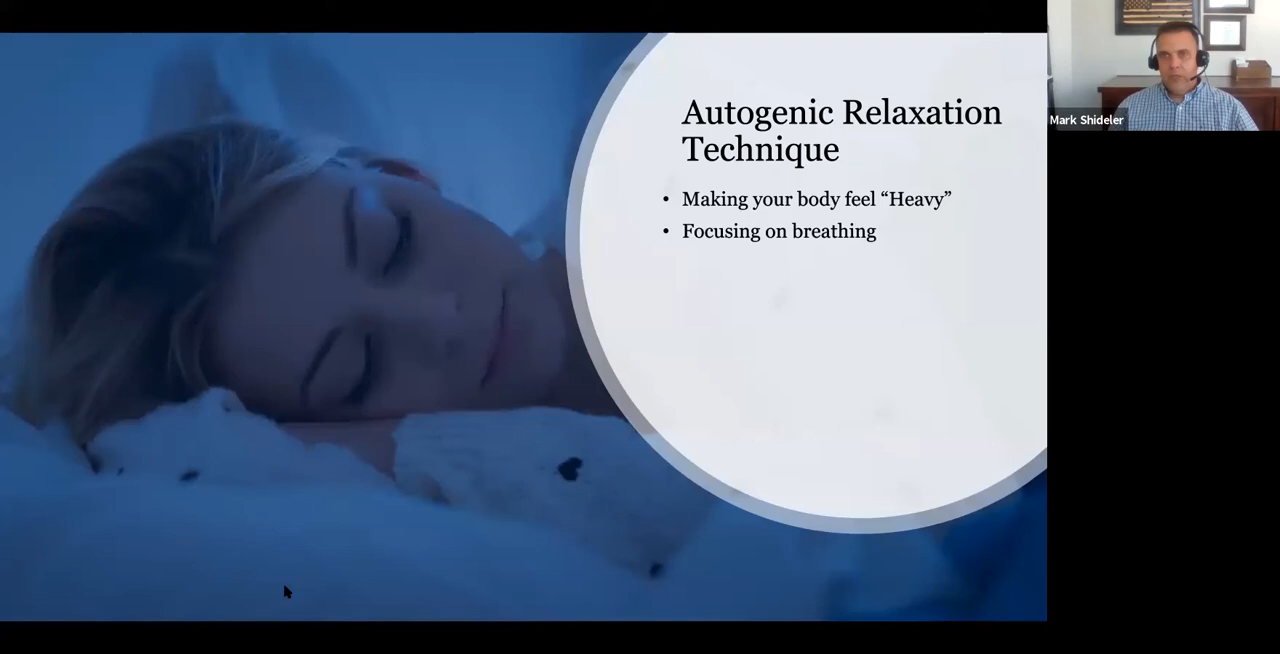 Autogenic Relaxation
Technique
• Making your body feel “Heavy”
• Focusing on breathing
Mark Shideler